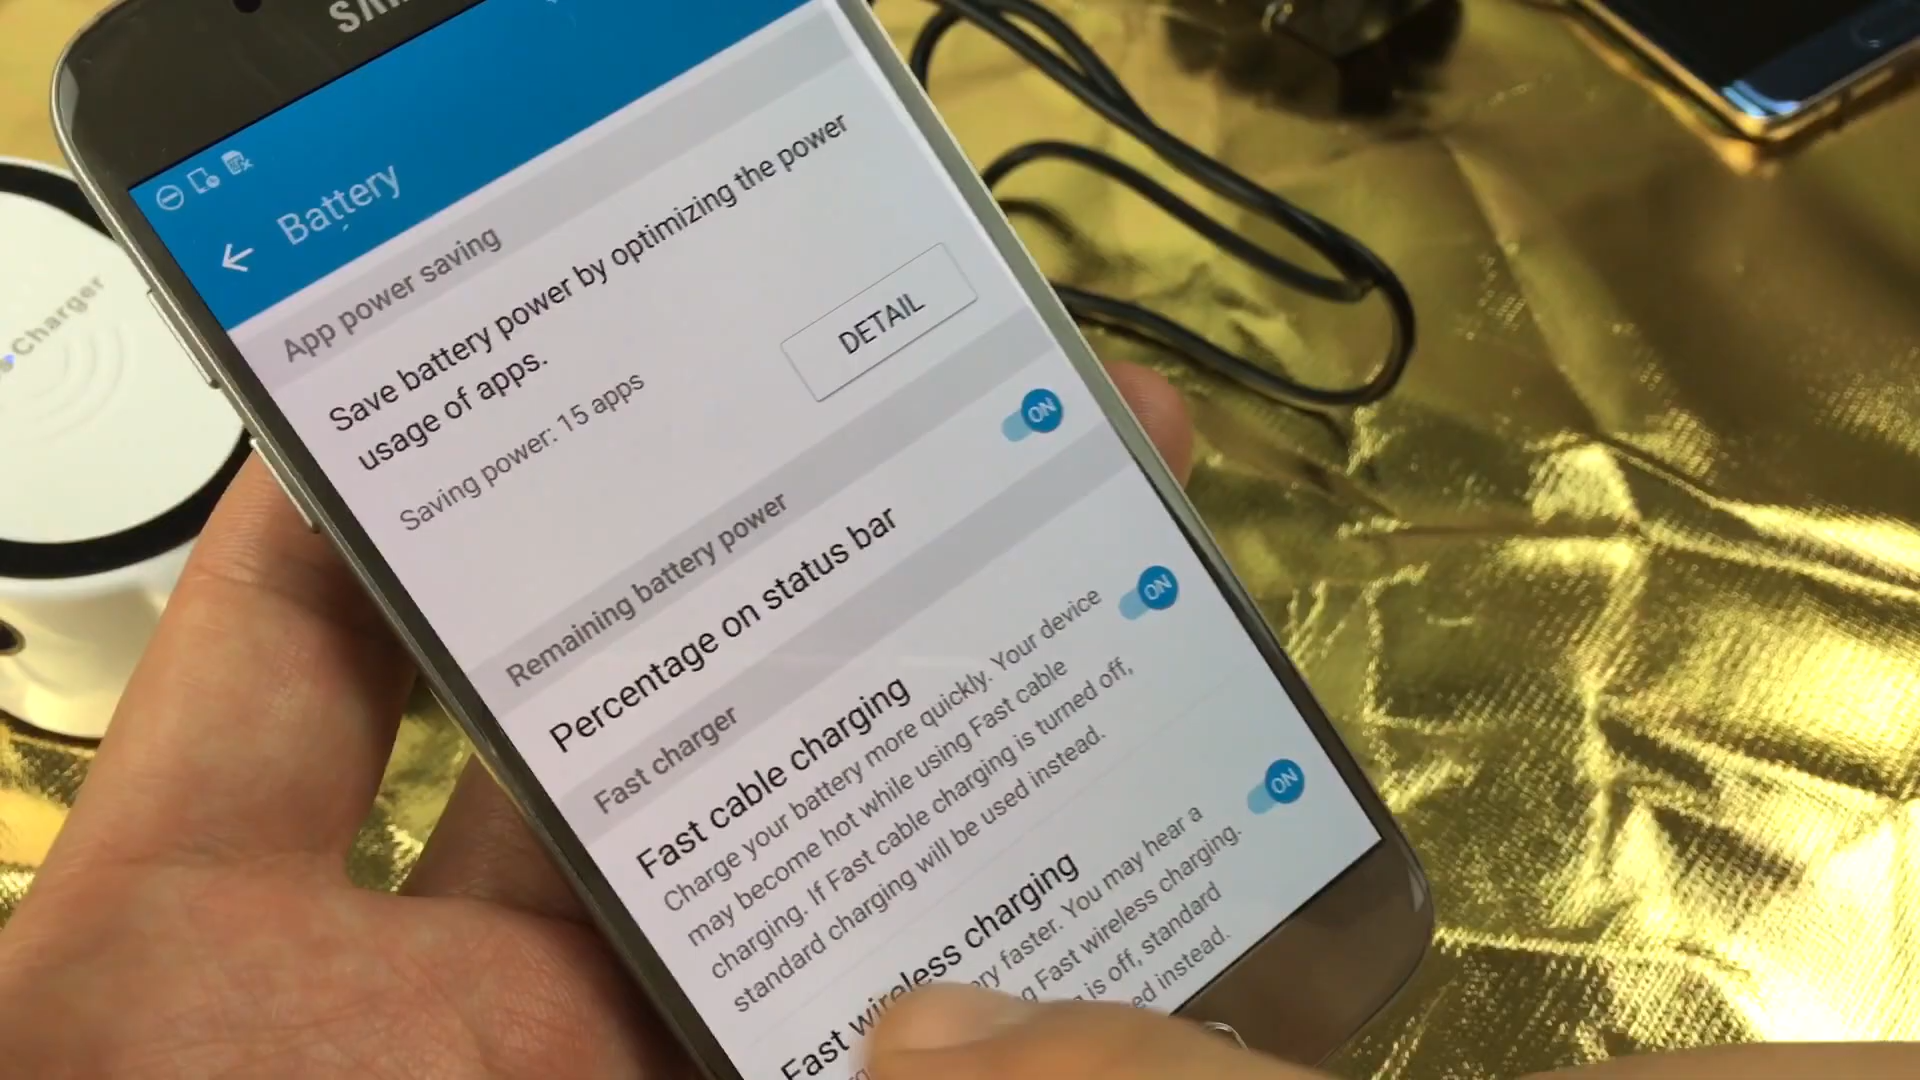 SAM
Battery
App power saving
Save battery power by optimizing the power
usage of apps.
Saving power: 15 apps
DETAIL
Remaining battery power
Percentage on status bar
ON
Fast charger
Fast cable charging
ON
Charge your battery more quickly. Your device
may become hot while using Fast cable
charging. If Fast cable charging is turned off,
standard charging will be used instead.
Fast wireless charging
ON
faster. You may hear a
Fast wireless charging.
is off, standard
instead.
Charger